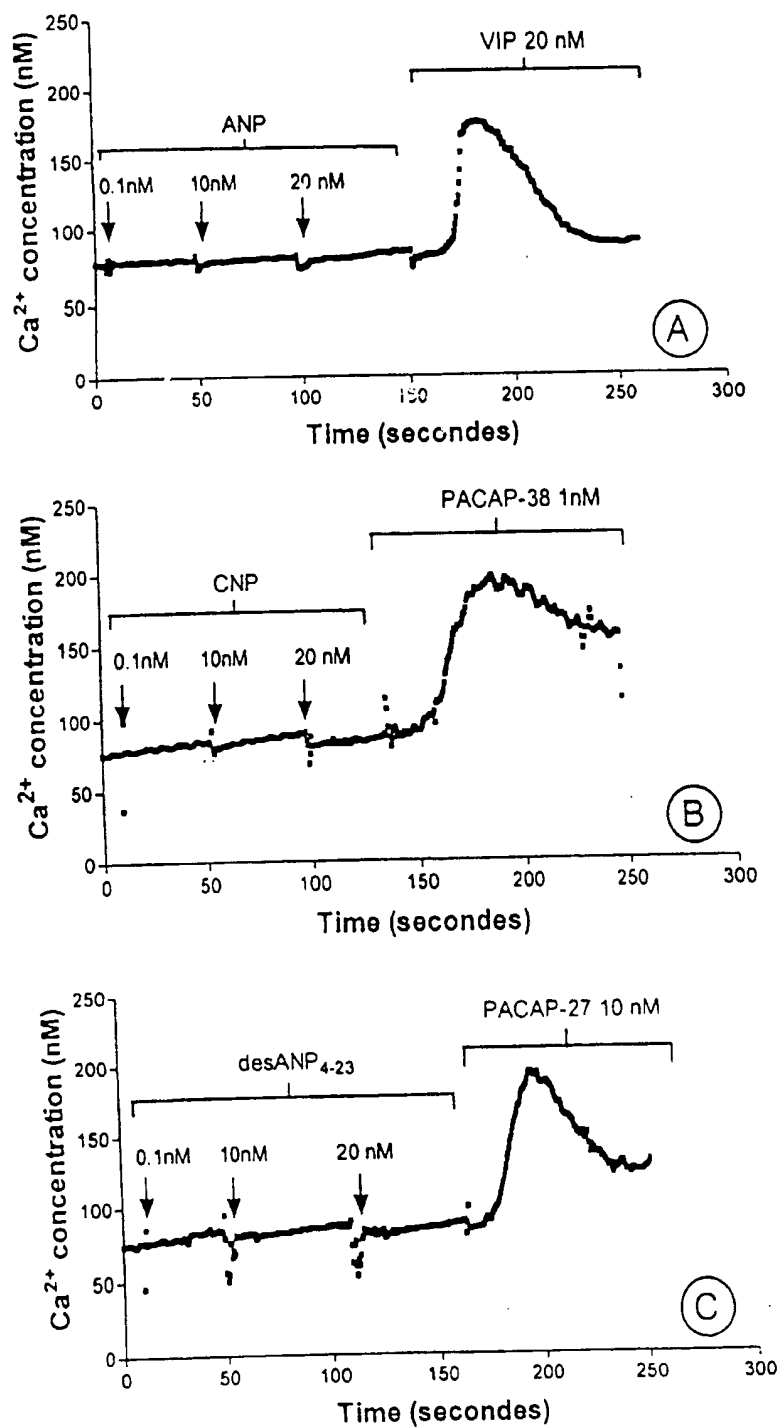 VIP 20 nM
ANP
0.1nM 10nM 20 nM
Ca2+ concentration (nM)
250
200
150
100
50
0
0 50 100 150 200 250 300
Time (secondes)
A
PACAP-38 1nM
CNP
0.1nM 10nM 20 nM
Ca2+ concentration (nM)
250
200
150
100
50
0
0 50 100 150 200 250 300
Time (secondes)
B
PACAP-27 10 nM
desANP4-23
0.1nM 10nM 20 nM
Ca2+ concentration (nM)
250
200
150
100
50
0
0 50 100 150 200 250 300
Time (secondes)
C